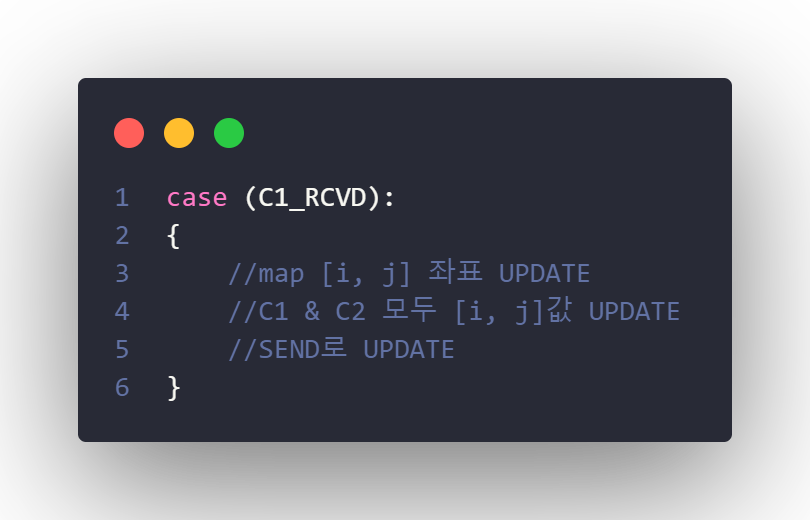 1 case (C1_RCVD):
2 {
3 //map [i, j] 좌표 UPDATE
4 //C1 & C2 모두 [i, j]값 UPDATE
5 //SEND로 UPDATE
6 }